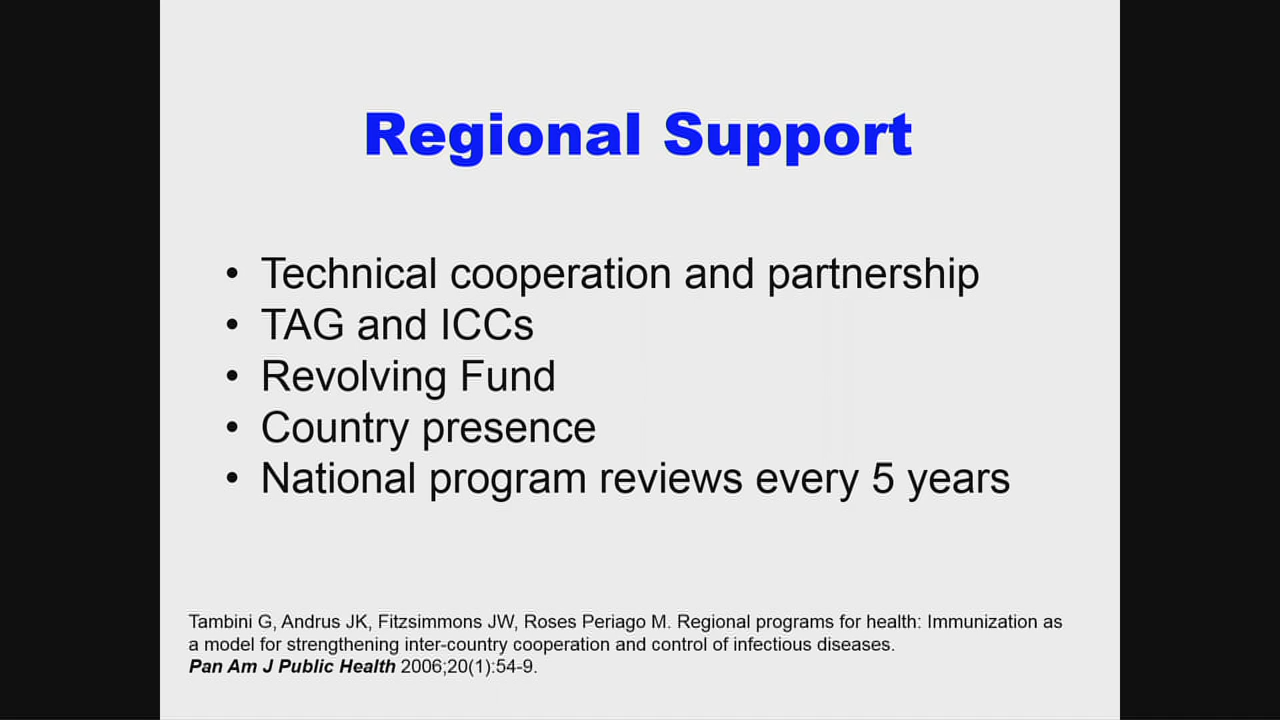 Regional Support
• Technical cooperation and partnership
• TAG and ICCs
• Revolving Fund
• Country presence
• National program reviews every 5 years
Tambini G, Andrus JK, Fitzsimmons JW, Roses Periago M. Regional programs for health: Immunization as
a model for strengthening inter-country cooperation and control of infectious diseases.
Pan Am J Public Health 2006;20(1):54-9.